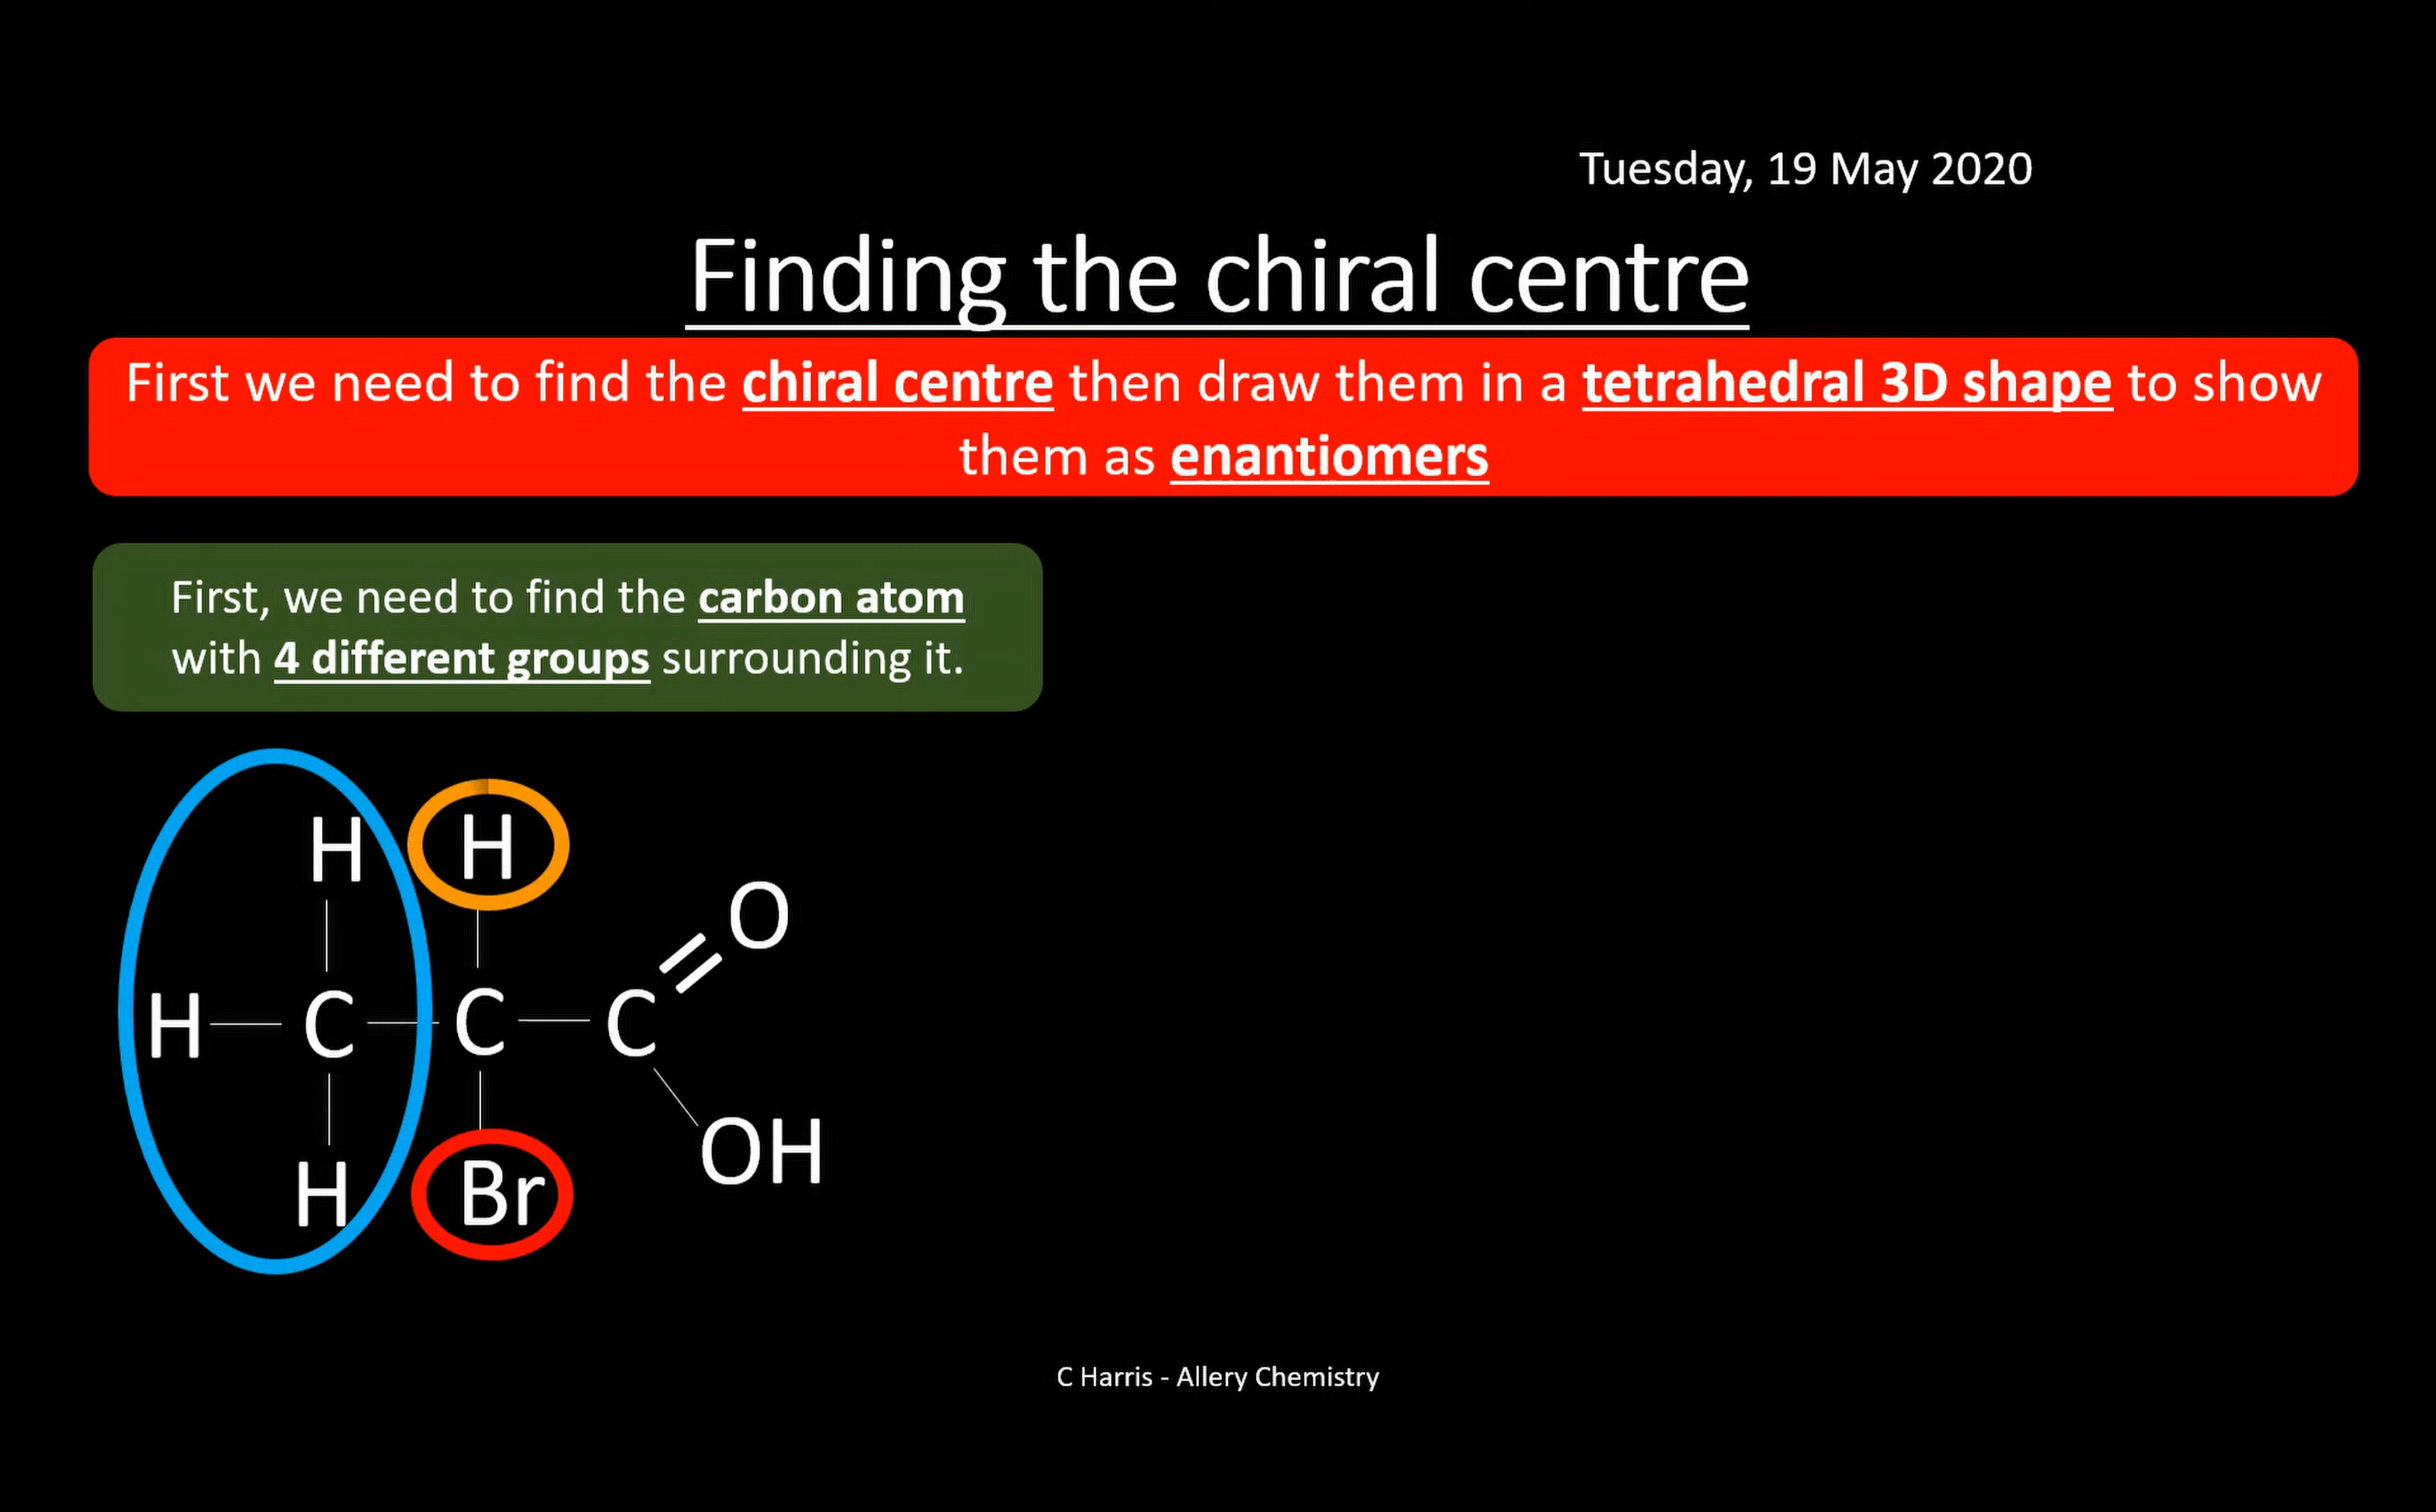 Tuesday, 19 May 2020
Finding the chiral centre
First we need to find the chiral centre then draw them in a tetrahedral 3D shape to show
them as enantiomers
First, we need to find the carbon atom
with 4 different groups surrounding it.
H H
O
H C C C
OH
H Br
C Harris - Allery Chemistry